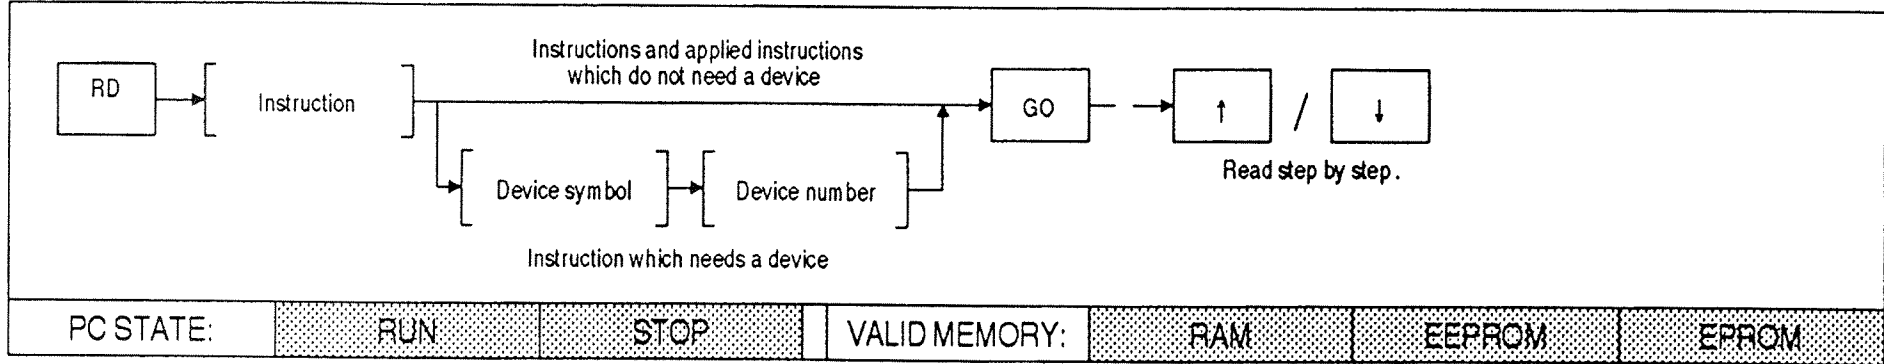 Instructions and applied instructions
which do not need a device
RD
Instruction
GO
↑ / ↓
Read step by step.
Device symbol
Device number
Instruction which needs a device
PC STATE: RUN STOP VALID MEMORY: RAM EEPROM EPROM